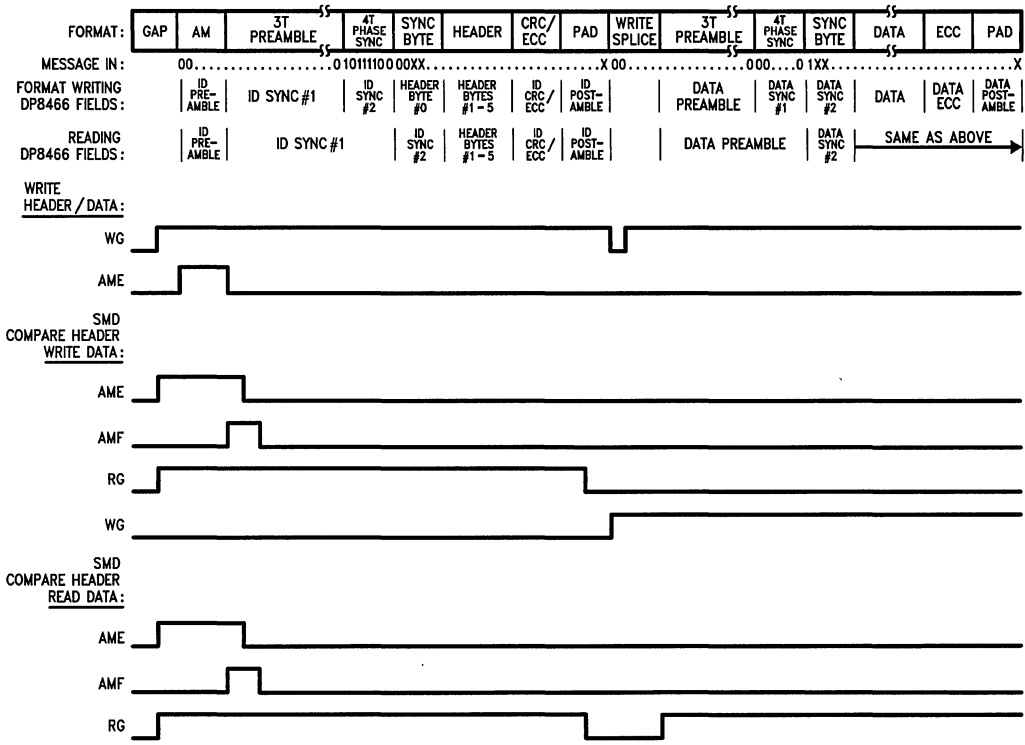 FORMAT: GAP AM 3T PREAMBLE 4T PHASE SYNC SYNC BYTE HEADER CRC/ ECC PAD WRITE SPLICE 3T PREAMBLE 4T PHASE SYNC SYNC BYTE DATA ECC PAD
MESSAGE IN: 00......................010111110000XX..............................X 00.......................000....0 1XX...................................X
FORMAT WRITING DP8466 FIELDS: ID PRE- AMBLE ID SYNC #1 ID SYNC #2 HEADER BYTE #0 HEADER BYTES #1-5 ID CRC/ ECC ID POST- AMBLE DATA PREAMBLE DATA SYNC #1 DATA SYNC #2 DATA DATA ECC DATA POST- AMBLE
READING DP8466 FIELDS: ID PRE- AMBLE ID SYNC #1 ID SYNC #2 HEADER BYTES #1-5 ID CRC/ ECC ID POST- AMBLE DATA PREAMBLE DATA SYNC #2 SAME AS ABOVE
WRITE
HEADER/DATA:
WG
AME
SMD
COMPARE HEADER
WRITE DATA:
AME
AMF
RG
WG
SMD
COMPARE HEADER
READ DATA:
AME
AMF
RG